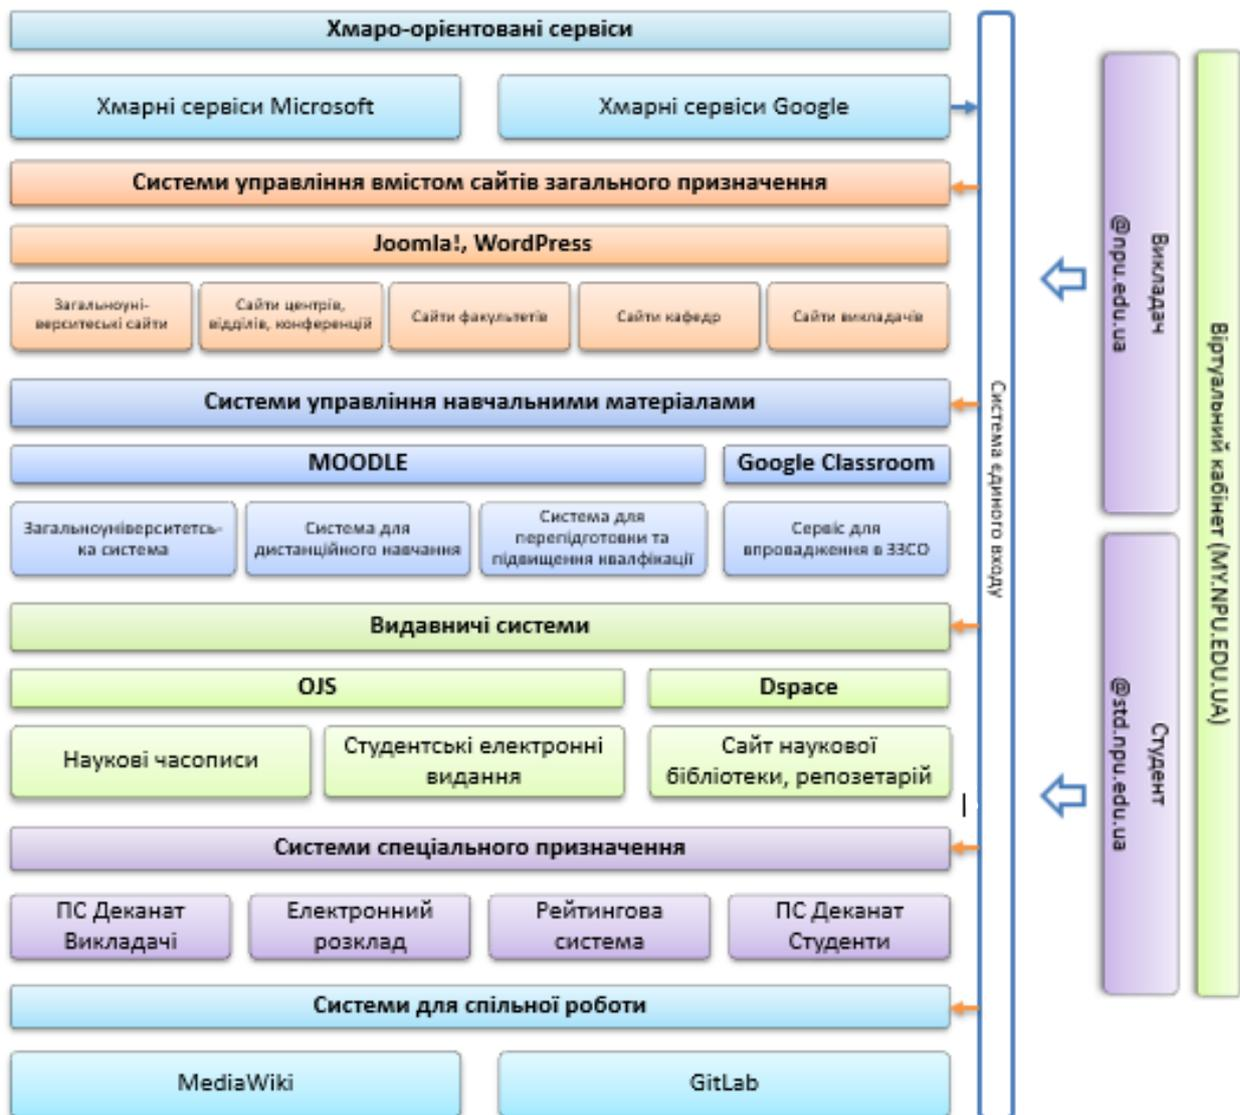 Хмаро-орієнтовані сервіси
Хмарні сервіси Microsoft
Хмарні сервіси Google
Системи управління вмістом сайтів загального призначення
Joomla!, WordPress
Загальноуні-
верситеські сайти
Сайти центрів,
відділів, конференцій
Сайти факультетів
Сайти кафедр
Сайти викладачів
Системи управління навчальними матеріалами
MOODLE
Google Classroom
Загальноуніверситетсь-
ка система
Система для
дистанційного навчання
Система для
перепідготовки та
підвищення квалфікації
Сервіс для
впровадження в ЗЗСО
Видавничі системи
OJS
Dspace
Наукові часописи
Студентські електронні
видання
Сайт наукової
бібліотеки, репозетарій
Системи спеціального призначення
ПС Деканат
Викладачі
Електронний
розклад
Рейтингова
система
ПС Деканат
Студенти
Системи для спільної роботи
MediaWiki
GitLab
Система єдиного входу
Викладач
@npu.edu.ua
Студент
@std.npu.edu.ua
Віртуальний кабінет (MY.NPU.EDU.UA)